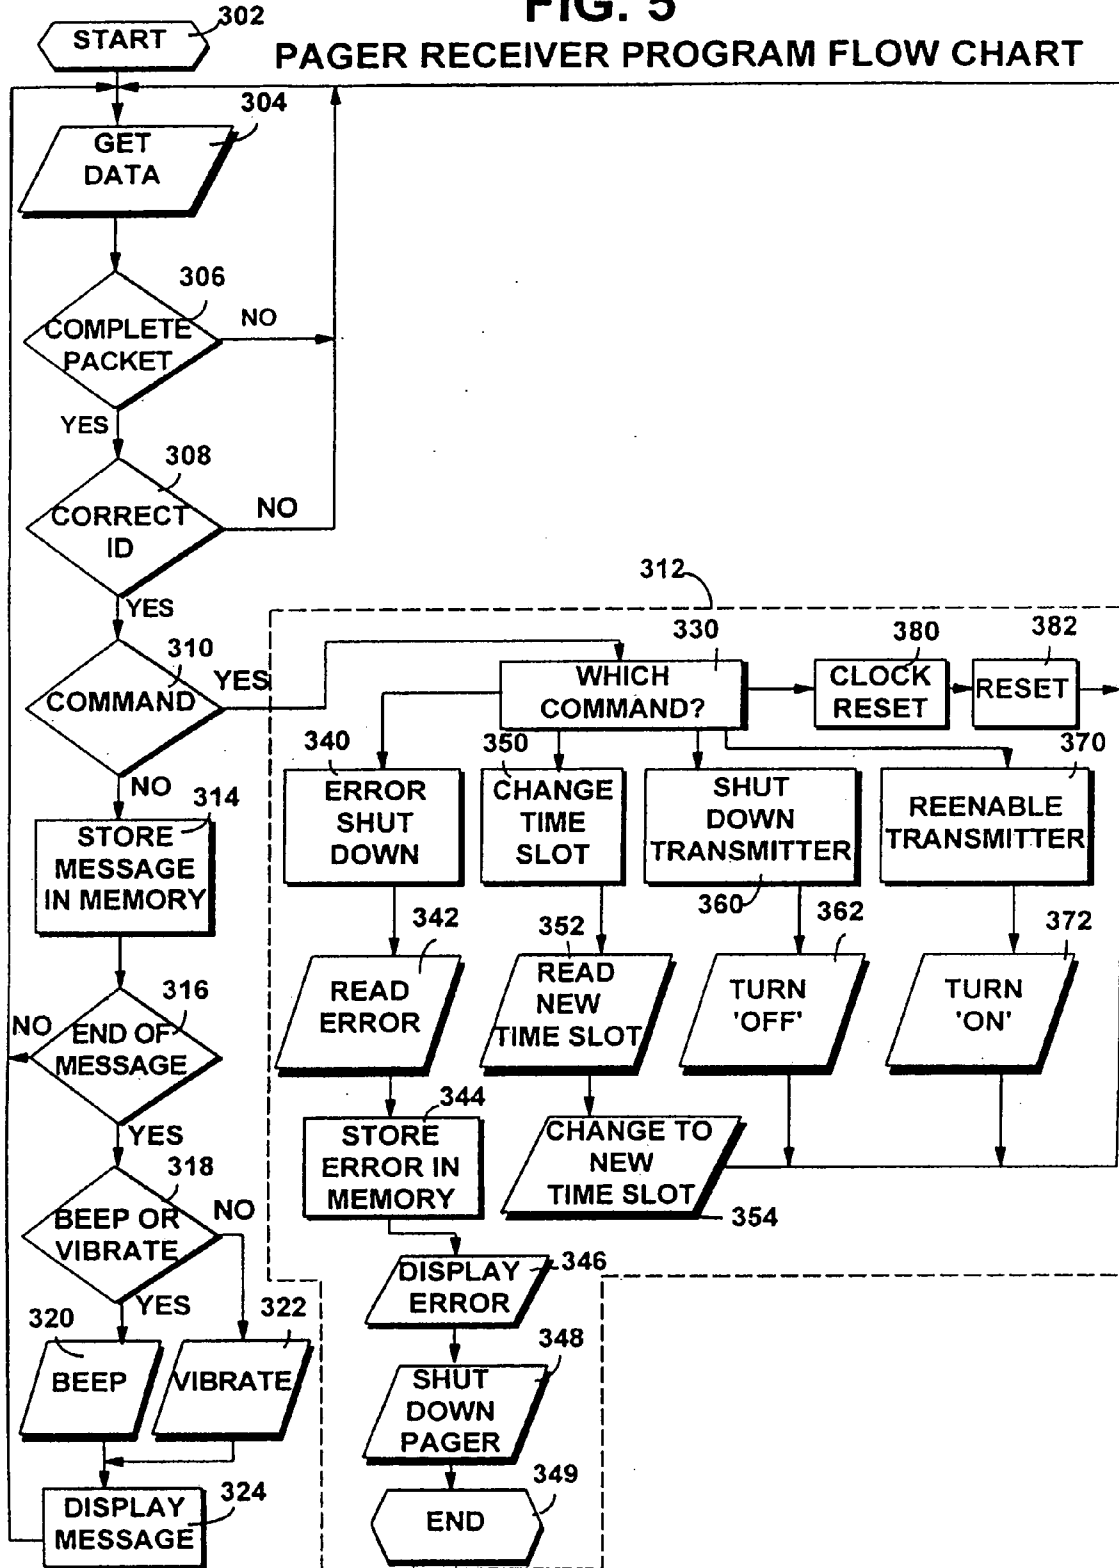 FIG. 5
PAGER RECEIVER PROGRAM FLOW CHART
302
START
304
GET
DATA
306
COMPLETE
PACKET
NO
YES
308
CORRECT
ID
NO
YES
310
COMMAND
YES
NO
314
STORE
MESSAGE
IN MEMORY
316
NO
END OF
MESSAGE
YES
318
BEEP OR
VIBRATE
NO
YES
320
BEEP
322
VIBRATE
324
DISPLAY
MESSAGE
312
330
WHICH
COMMAND?
380
CLOCK
RESET
382
RESET
340
ERROR
SHUT
DOWN
350
CHANGE
TIME
SLOT
SHUT
DOWN
TRANSMITTER
360
370
REENABLE
TRANSMITTER
342
READ
ERROR
352
READ
NEW
TIME SLOT
362
TURN
'OFF'
372
TURN
'ON'
344
STORE
ERROR IN
MEMORY
CHANGE TO
NEW
TIME SLOT
354
346
DISPLAY
ERROR
348
SHUT
DOWN
PAGER
349
END